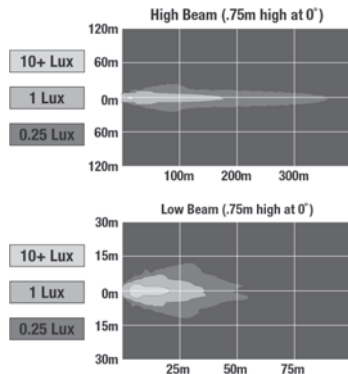 High Beam (.75m high at 0°)
120m
60m
0m
60m
120m
10+ Lux
1 Lux
0.25 Lux
100m 200m 300m
Low Beam (.75m high at 0°)
30m
15m
0m
15m
30m
10+ Lux
1 Lux
0.25 Lux
25m 50m 75m